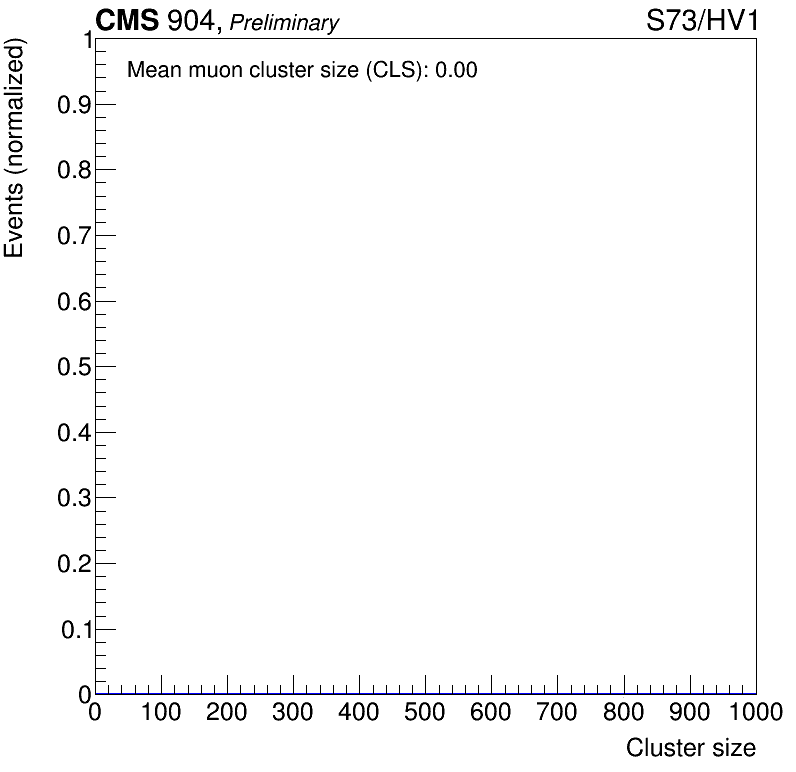 CMS 904, Preliminary
S73/HV1
Mean muon cluster size (CLS): 0.00
Events (normalized)
1
0.9
0.8
0.7
0.6
0.5
0.4
0.3
0.2
0.1
0
0 100 200 300 400 500 600 700 800 900 1000
Cluster size